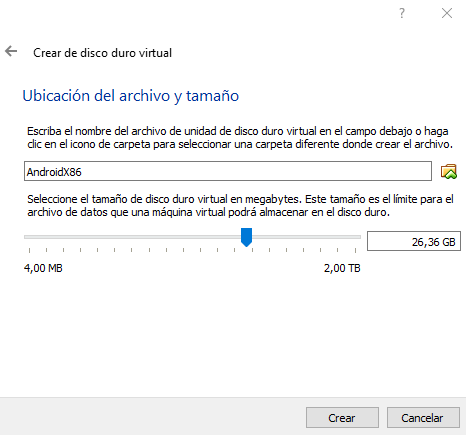 ?
Crear de disco duro virtual
Ubicación del archivo y tamaño
Escriba el nombre del archivo de unidad de disco duro virtual en el campo debajo o haga
clic en el icono de carpeta para seleccionar una carpeta diferente donde crear el archivo.
AndroidX86
Seleccione el tamaño de disco duro virtual en megabytes. Este tamaño es el límite para el
archivo de datos que una máquina virtual podrá almacenar en el disco duro.
26,36 GB
4,00 MB 2,00 TB
Crear Cancelar